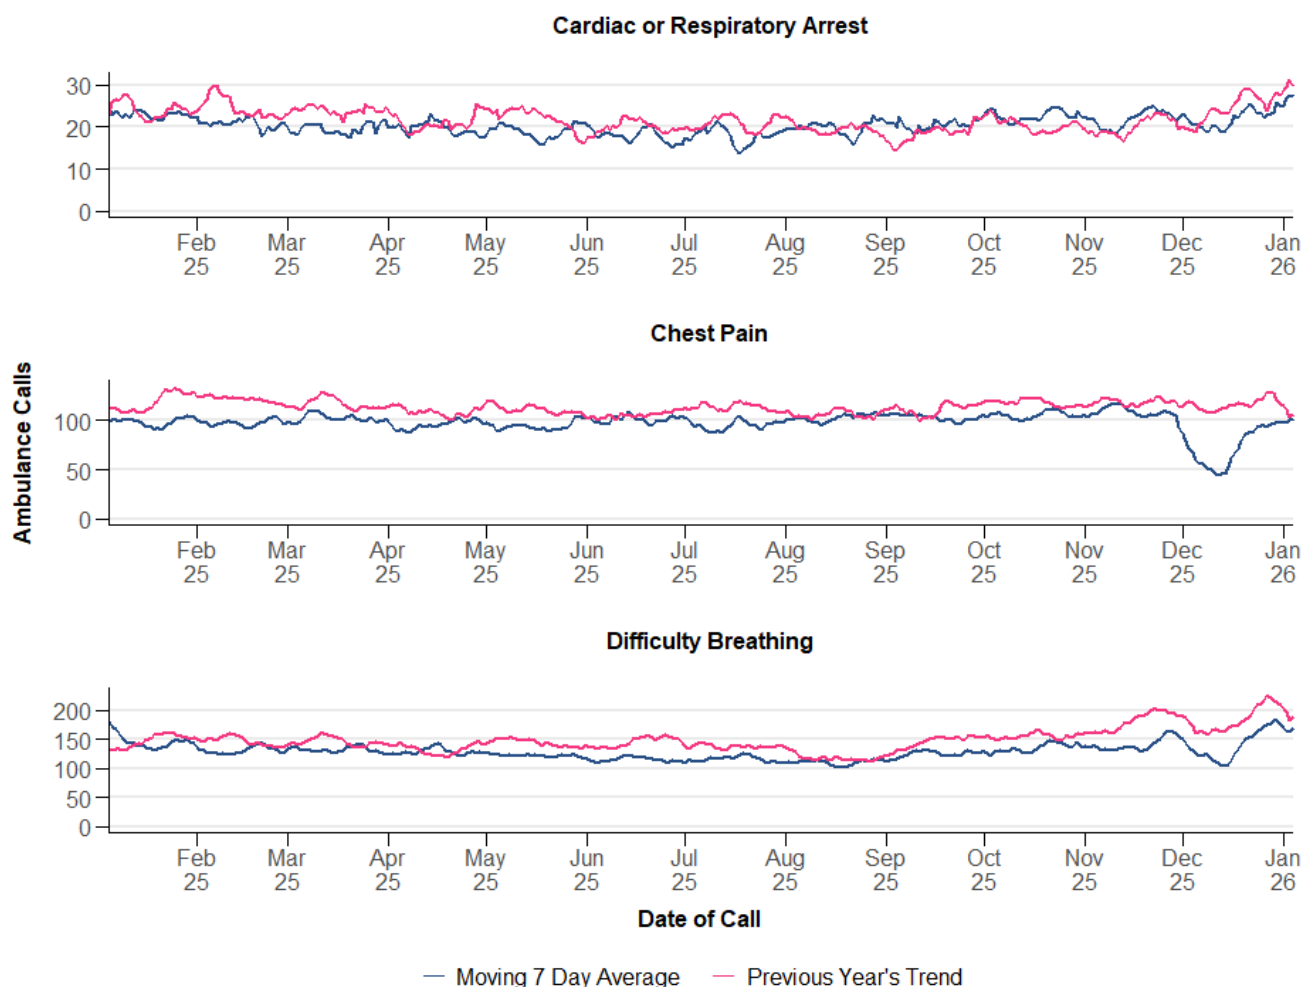 Cardiac or Respiratory Arrest
30
20
10
0
Feb Mar Apr May Jun Jul Aug Sep Oct Nov Dec Jan
25 25 25 25 25 25 25 25 25 25 25 26
Chest Pain
Ambulance Calls
100
50
0
Feb Mar Apr May Jun Jul Aug Sep Oct Nov Dec Jan
25 25 25 25 25 25 25 25 25 25 25 26
Difficulty Breathing
200
150
100
50
0
Feb Mar Apr May Jun Jul Aug Sep Oct Nov Dec Jan
25 25 25 25 25 25 25 25 25 25 25 26
Date of Call
Moving 7 Day Average Previous Year's Trend